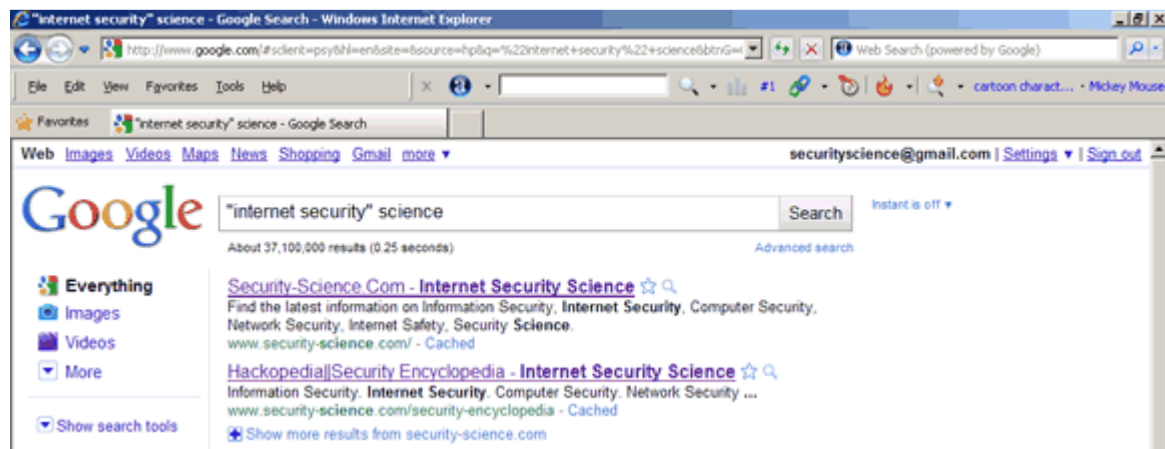 "internet security" science - Google Search - Windows Internet Explorer
http://www.google.com/#sclient=psy&hl=en&site=&source=hp&q=%22internet+security%22+science&btnG= Web Search (powered by Google)
File Edit View Favorites Tools Help #1 cartoon charact... - Mickey Mouse
Favorites "internet security" science - Google Search
Web Images Videos Maps News Shopping Gmail more securityscience@gmail.com | Settings | Sign out
Google "internet security" science Search Instant is off
About 37,100,000 results (0.25 seconds) Advanced search
Everything
Images
Videos
More
Show search tools
Security-Science.Com - Internet Security Science
Find the latest information on Information Security, Internet Security, Computer Security,
Network Security, Internet Safety, Security Science.
www.security-science.com/ - Cached
Hackopedia||Security Encyclopedia - Internet Security Science
Information Security. Internet Security. Computer Security. Network Security ...
www.security-science.com/security-encyclopedia - Cached
Show more results from security-science.com